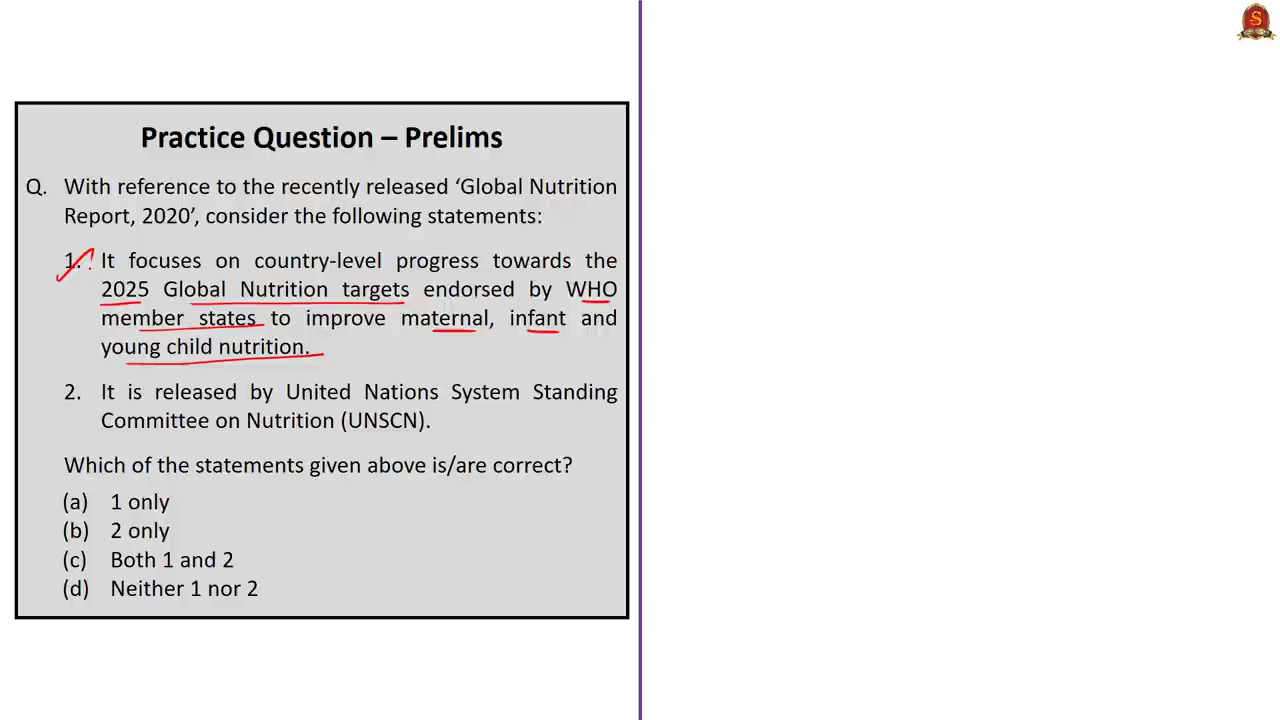 S
Practice Question – Prelims
Q. With reference to the recently released ‘Global Nutrition
Report, 2020’, consider the following statements:
1. It focuses on country-level progress towards the
2025 Global Nutrition targets endorsed by WHO
member states to improve maternal, infant and
young child nutrition.
2. It is released by United Nations System Standing
Committee on Nutrition (UNSCN).
Which of the statements given above is/are correct?
(a) 1 only
(b) 2 only
(c) Both 1 and 2
(d) Neither 1 nor 2